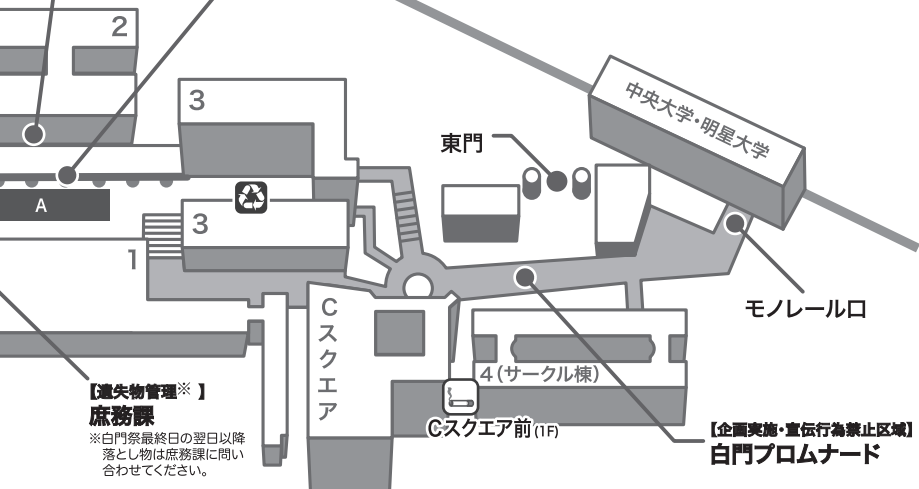 2
3
中央大学・明星大学
東門
A
3
1
モノレール口
Cスクエア
4(サークル棟)
【遺失物管理※】
庶務課
※白門祭最終日の翌日以降
落とし物は庶務課に問い
合わせてください。
Cスクエア前(1F)
【企画実施・宣伝行為禁止区域】
白門プロムナード